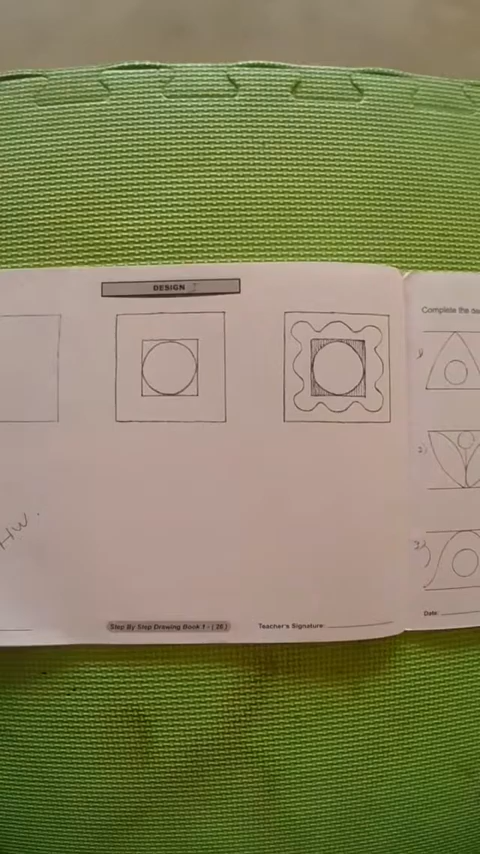 DESIGN
HW.
Step By Step Drawing Book 1 - ( 26 )
Teacher's Signature:
Complete the
1)
2)
3)
Date: